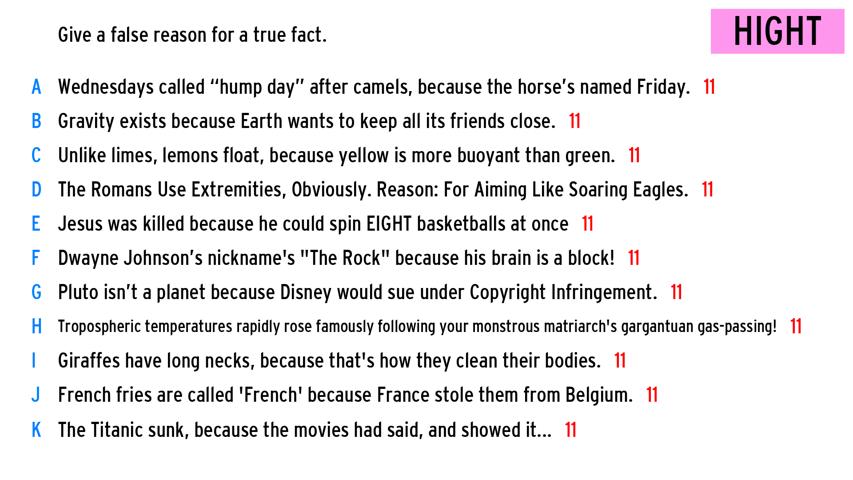 Give a false reason for a true fact.
HIGHT
A Wednesdays called “hump day” after camels, because the horse’s named Friday. 11
B Gravity exists because Earth wants to keep all its friends close. 11
C Unlike limes, lemons float, because yellow is more buoyant than green. 11
D The Romans Use Extremities, Obviously. Reason: For Aiming Like Soaring Eagles. 11
E Jesus was killed because he could spin EIGHT basketballs at once 11
F Dwayne Johnson’s nickname's "The Rock" because his brain is a block! 11
G Pluto isn’t a planet because Disney would sue under Copyright Infringement. 11
H Tropospheric temperatures rapidly rose famously following your monstrous matriarch's gargantuan gas-passing! 11
I Giraffes have long necks, because that's how they clean their bodies. 11
J French fries are called 'French' because France stole them from Belgium. 11
K The Titanic sunk, because the movies had said, and showed it... 11